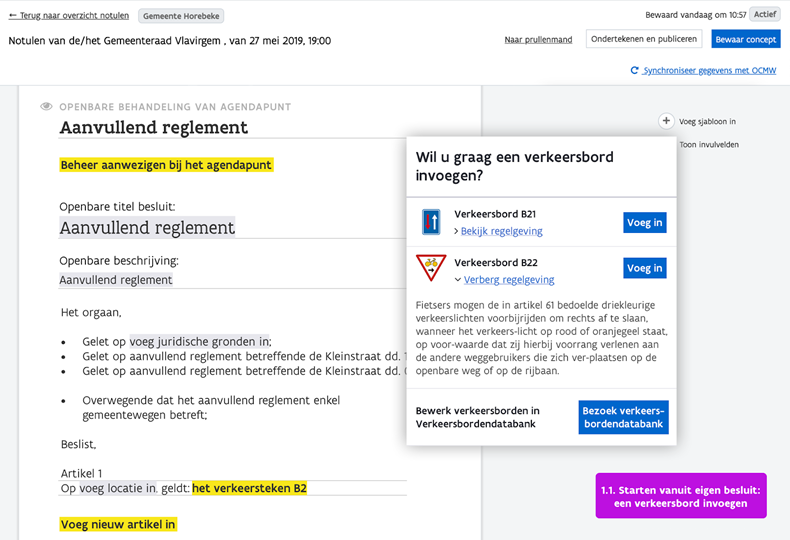 ← Terug naar overzicht notulen
Gemeente Horebeke
Bewaard vandaag om 10:57
Actief
Notulen van de/het Gemeenteraad Vlavirgem , van 27 mei 2019, 19:00
Naar prullenmand
Ondertekenen en publiceren
Bewaar concept
Synchroniseer gegevens met OCMW
OPENBARE BEHANDELING VAN AGENDAPUNT
Aanvullend reglement
Beheer aanwezigen bij het agendapunt
Openbare titel besluit:
Aanvullend reglement
Openbare beschrijving:
Aanvullend reglement
Het orgaan,
• Gelet op voeg juridische gronden in;
• Gelet op aanvullend reglement betreffende de Kleinstraat dd.
• Gelet op aanvullend reglement betreffende de Kleinstraat dd.
• Overwegende dat het aanvullend reglement enkel
gemeentewegen betreft;
Beslist,
Artikel 1
Op voeg locatie in. geldt: het verkeersteken B2
Voeg nieuw artikel in
Voeg sjabloon in
Toon invulvelden
Wil u graag een verkeersbord
invoegen?
Verkeersbord B21
Bekijk regelgeving
Voeg in
Verkeersbord B22
Verberg regelgeving
Voeg in
Fietsers mogen de in artikel 61 bedoelde driekleurige
verkeerslichten voorbijrijden om rechts af te slaan,
wanneer het verkeers-licht op rood of oranjegeel staat,
op voor-waarde dat zij hierbij voorrang verlenen aan
de andere weggebruikers die zich ver-plaatsen op de
openbare weg of op de rijbaan.
Bewerk verkeersborden in
Verkeersbordendatabank
Bezoek verkeers-
bordendatabank
1.1. Starten vanuit eigen besluit:
een verkeersbord invoegen